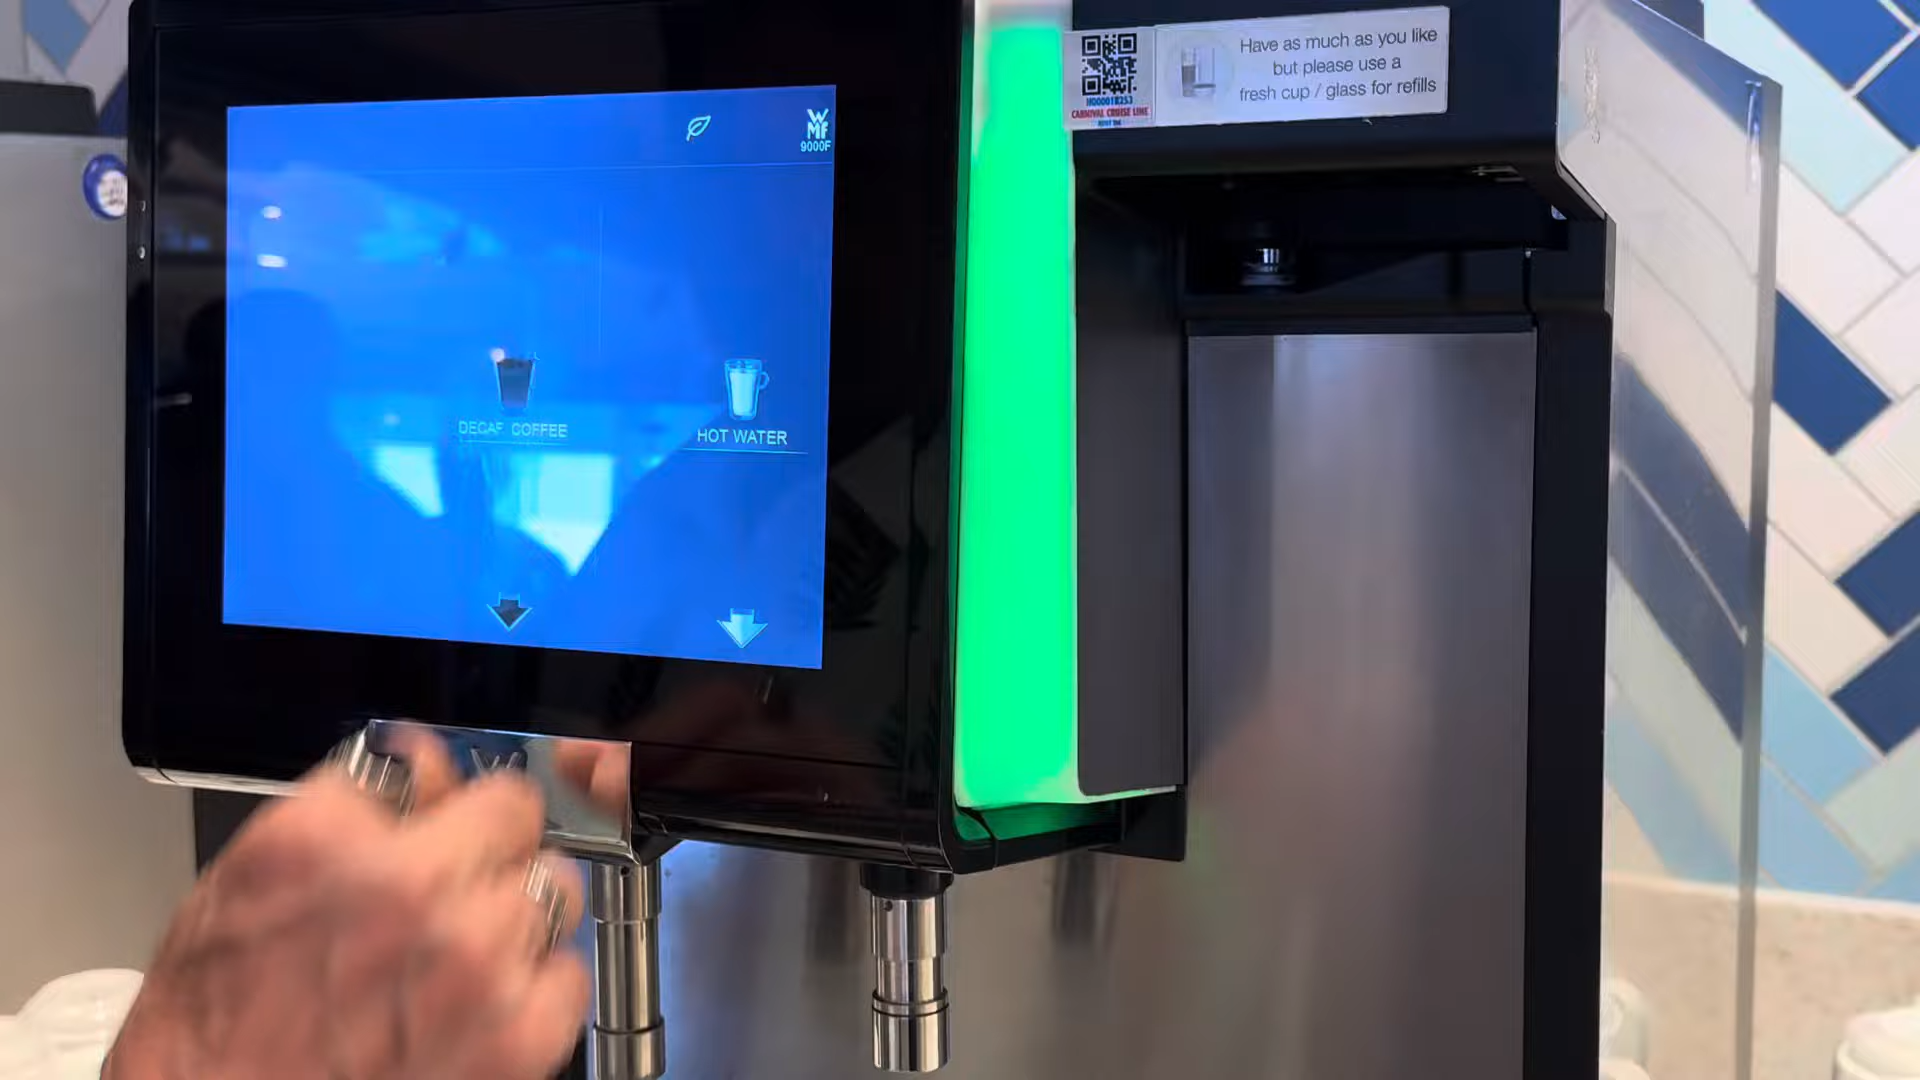 WMF
9000F
DECAF COFFEE
HOT WATER
CARNIVAL CRUISE LINE
Have as much as you like
but please use a
fresh cup / glass for refills